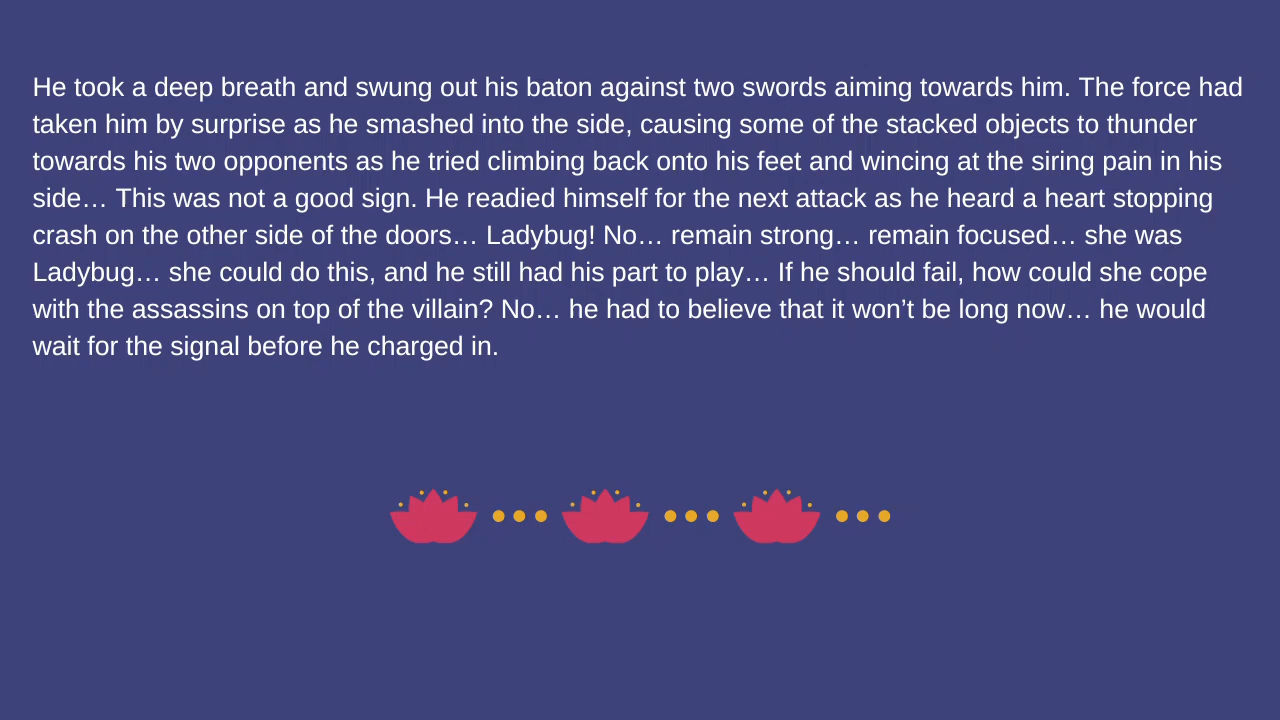 He took a deep breath and swung out his baton against two swords aiming towards him. The force had
taken him by surprise as he smashed into the side, causing some of the stacked objects to thunder
towards his two opponents as he tried climbing back onto his feet and wincing at the siring pain in his
side… This was not a good sign. He readied himself for the next attack as he heard a heart stopping
crash on the other side of the doors… Ladybug! No… remain strong… remain focused… she was
Ladybug… she could do this, and he still had his part to play… If he should fail, how could she cope
with the assassins on top of the villain? No… he had to believe that it won’t be long now… he would
wait for the signal before he charged in.